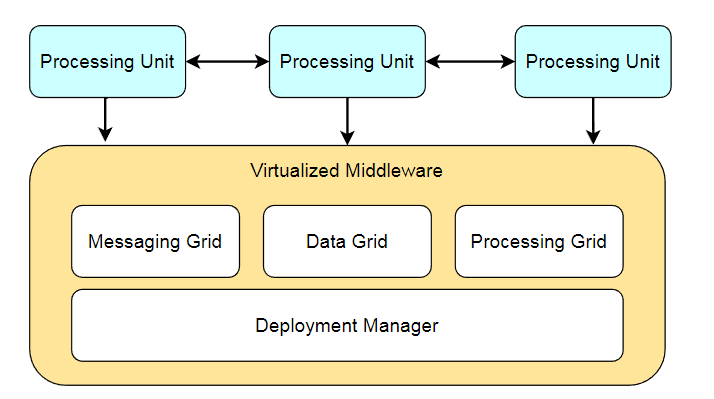 Processing Unit
Processing Unit
Processing Unit
Virtualized Middleware
Messaging Grid
Data Grid
Processing Grid
Deployment Manager